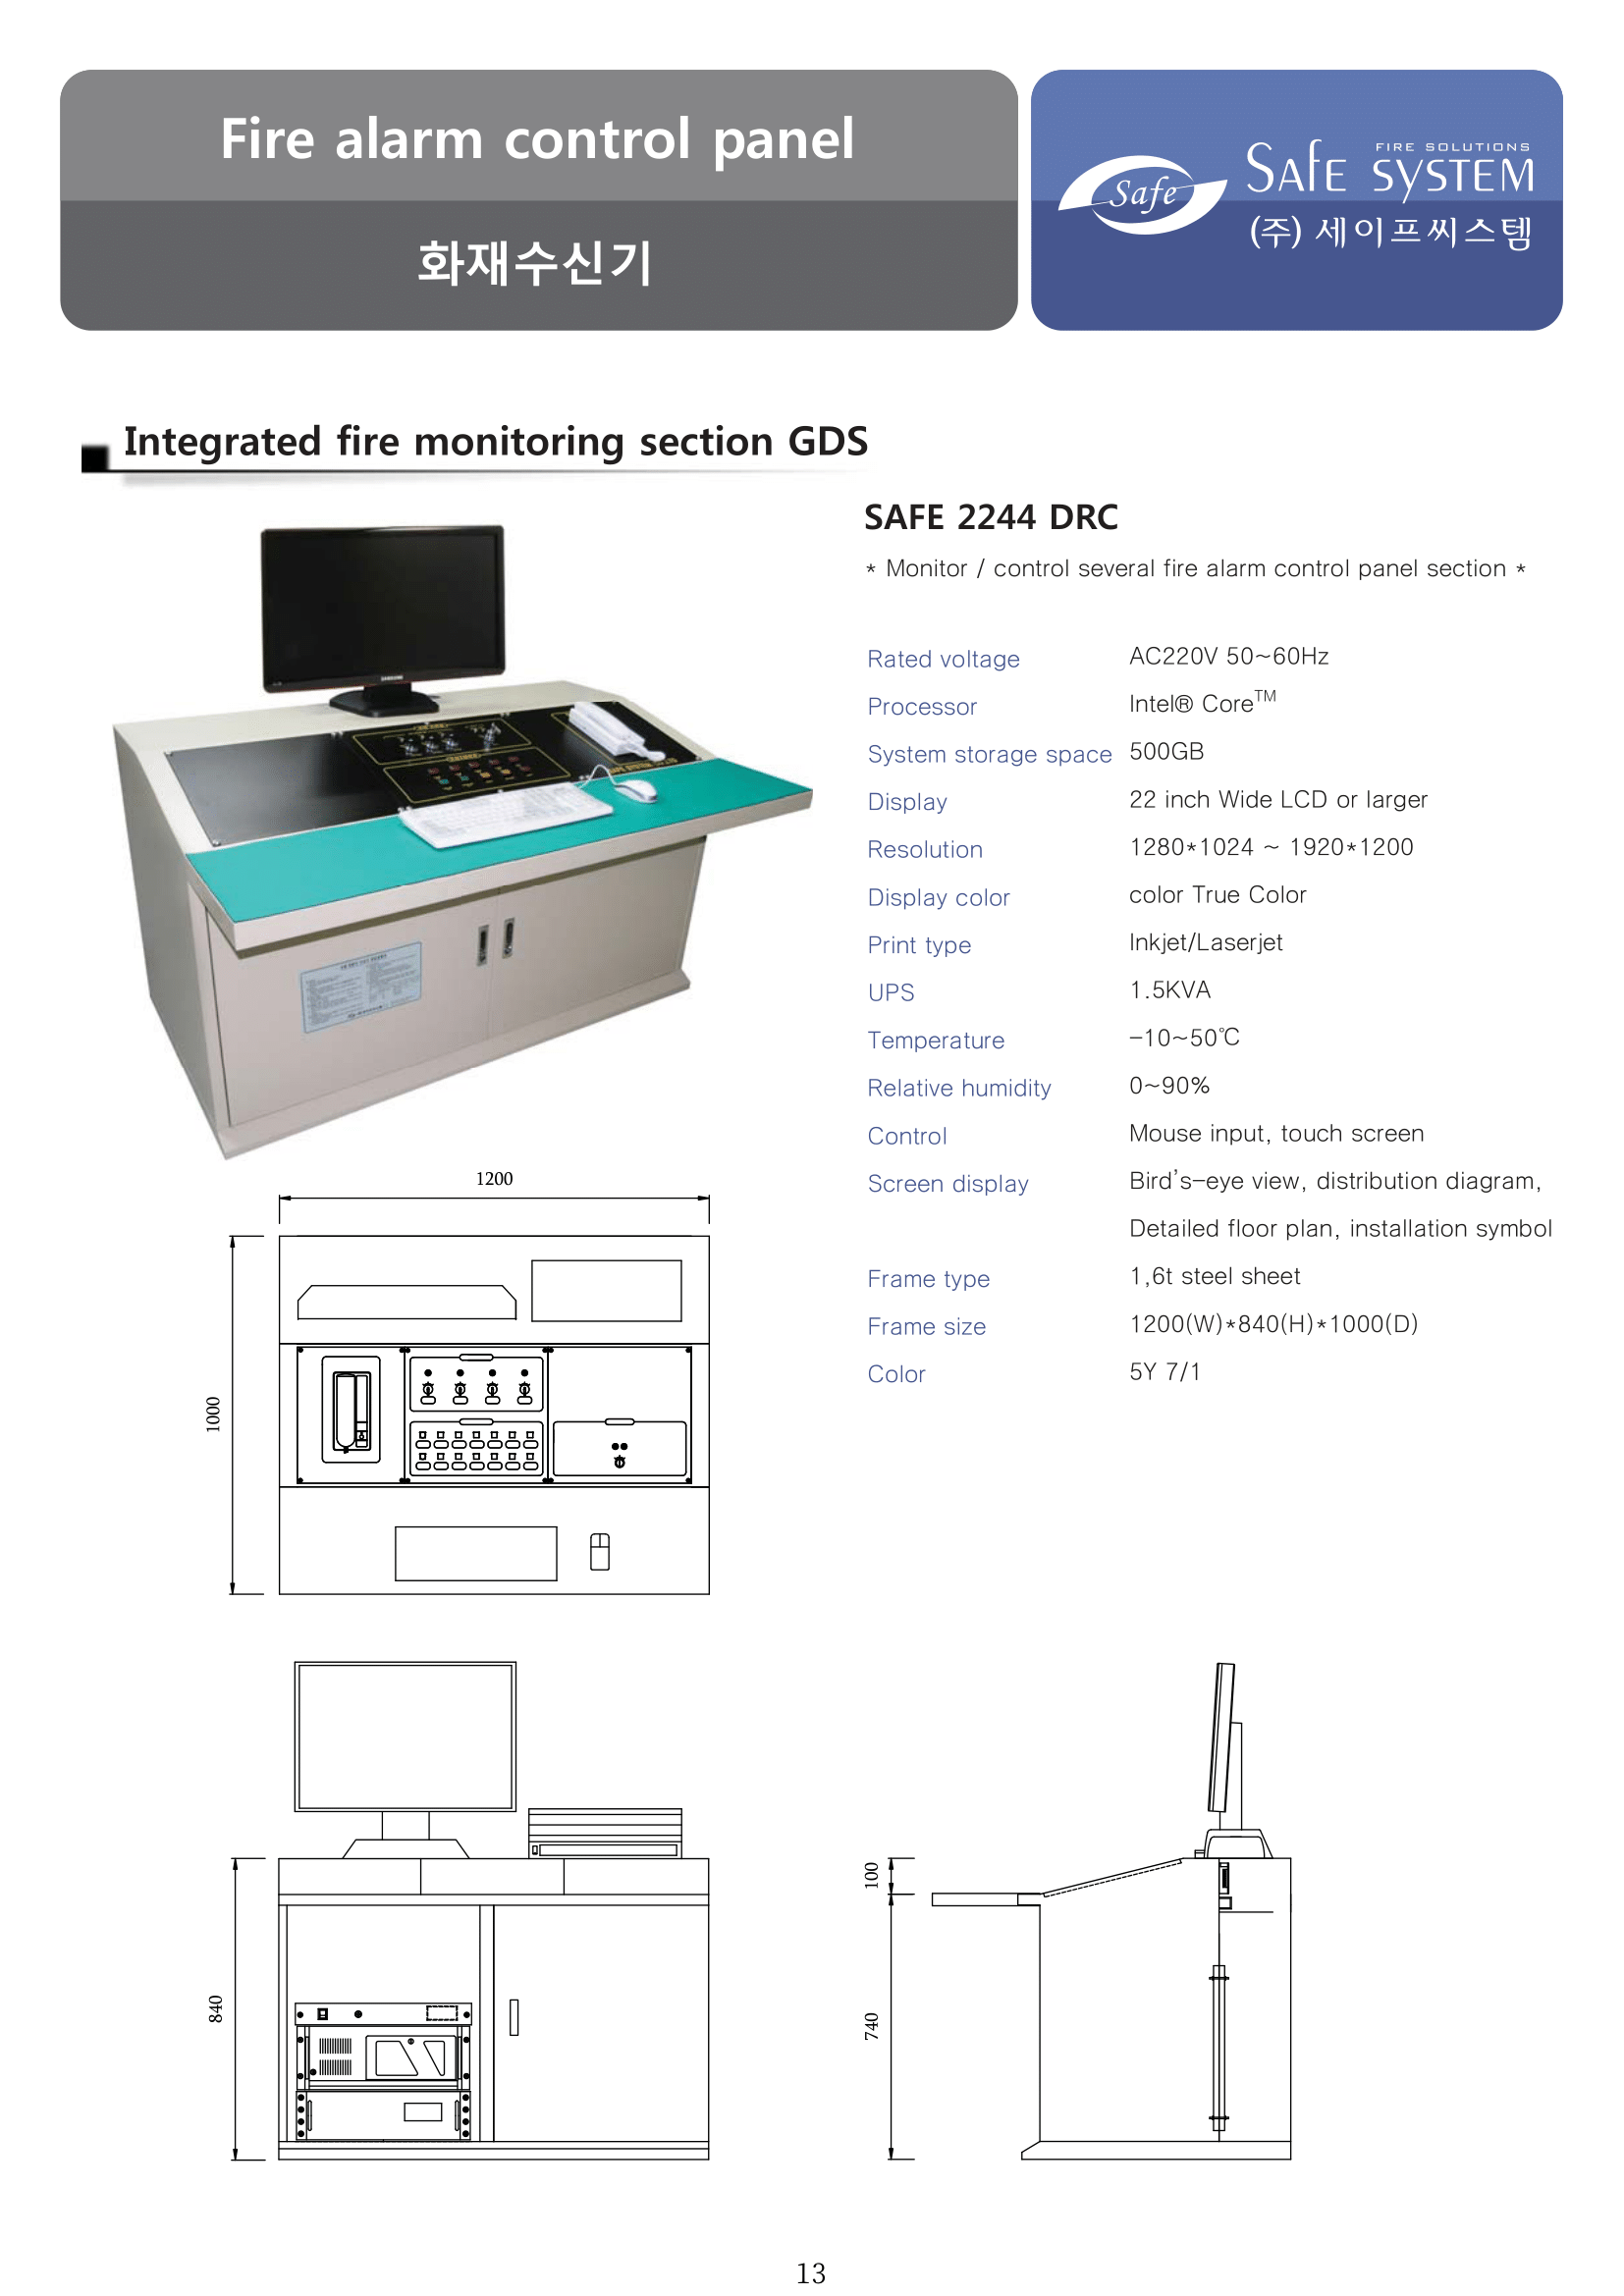 Fire alarm control panel
화재수신기
Safe
FIRE SOLUTIONS
SAFE SYSTEM
(주) 세이프씨스템
Integrated fire monitoring section GDS
SAFE 2244 DRC
* Monitor / control several fire alarm control panel section *
Rated voltage AC220V 50~60Hz
Processor Intel® Core™
System storage space 500GB
Display 22 inch Wide LCD or larger
Resolution 1280*1024 ~ 1920*1200
Display color color True Color
Print type Inkjet/Laserjet
UPS 1.5KVA
Temperature -10~50℃
Relative humidity 0~90%
Control Mouse input, touch screen
Screen display Bird's-eye view, distribution diagram,
Detailed floor plan, installation symbol
Frame type 1,6t steel sheet
Frame size 1200(W)*840(H)*1000(D)
Color 5Y 7/1
SAMSUNG
1200
1000
840
100
740
13